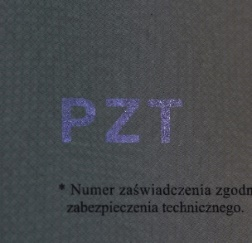 PZT
* Numer zaświadczenia zgodn
zabezpieczenia technicznego.